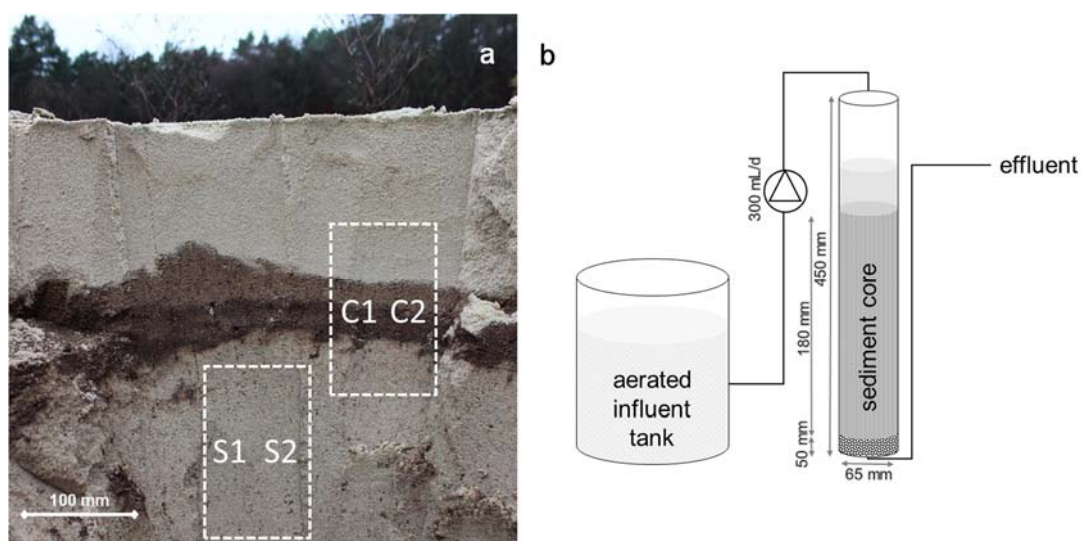 a
C1 C2
S1 S2
100 mm
b
300 mL/d
effluent
450 mm
180 mm
sediment core
aerated
influent
tank
50 mm
65 mm